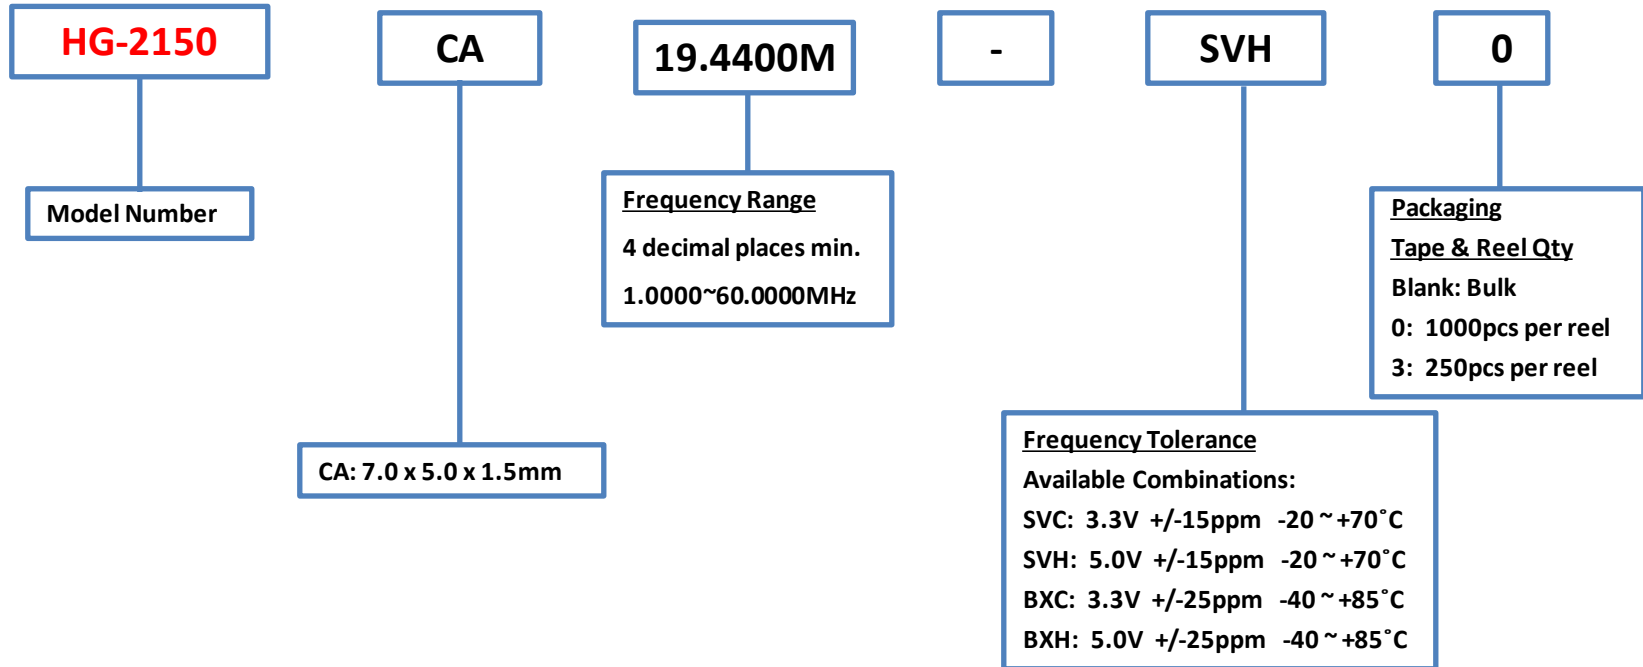 HG-2150
CA
19.4400M
-
SVH
0
Model Number
Frequency Range
4 decimal places min.
1.0000~60.0000MHz
Packaging
Tape & Reel Qty
Blank: Bulk
0: 1000pcs per reel
3: 250pcs per reel
CA: 7.0 x 5.0 x 1.5mm
Frequency Tolerance
Available Combinations:
SVC: 3.3V +/-15ppm -20 ~ +70˚C
SVH: 5.0V +/-15ppm -20 ~ +70˚C
BXC: 3.3V +/-25ppm -40 ~ +85˚C
BXH: 5.0V +/-25ppm -40 ~ +85˚C